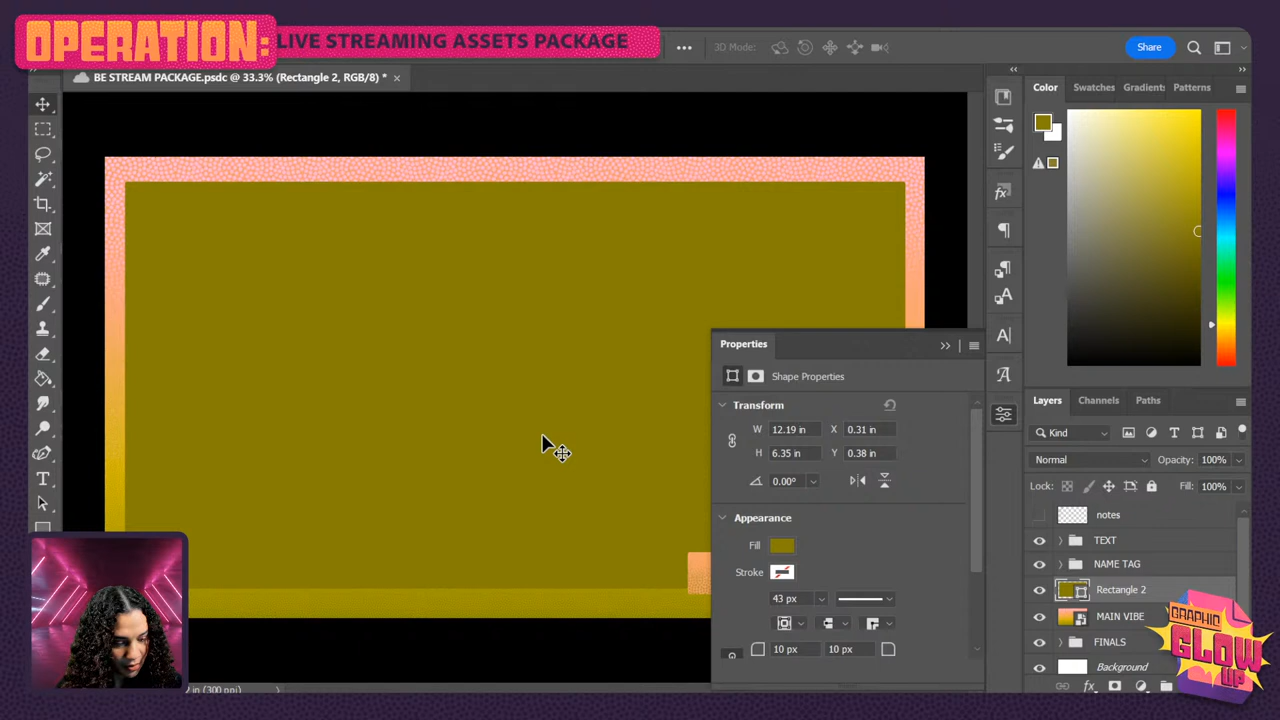 OPERATION:
LIVE STREAMING ASSETS PACKAGE
3D Mode:
Share
BE STREAM PACKAGE.psdc @ 33.3% (Rectangle 2, RGB/8) *
Color
Swatches
Gradients
Patterns
Properties
Shape Properties
Transform
W 12.19 in X 0.31 in
H 6.35 in Y 0.38 in
0.00°
Appearance
Fill
Stroke
43 px
10 px 10 px
Layers
Channels
Paths
Kind
Normal
Opacity: 100%
Lock:
Fill: 100%
notes
TEXT
NAME TAG
Rectangle 2
MAIN VIBE
FINALS
Background
GRAPHIC
GLOW
UP
in (300 ppi)